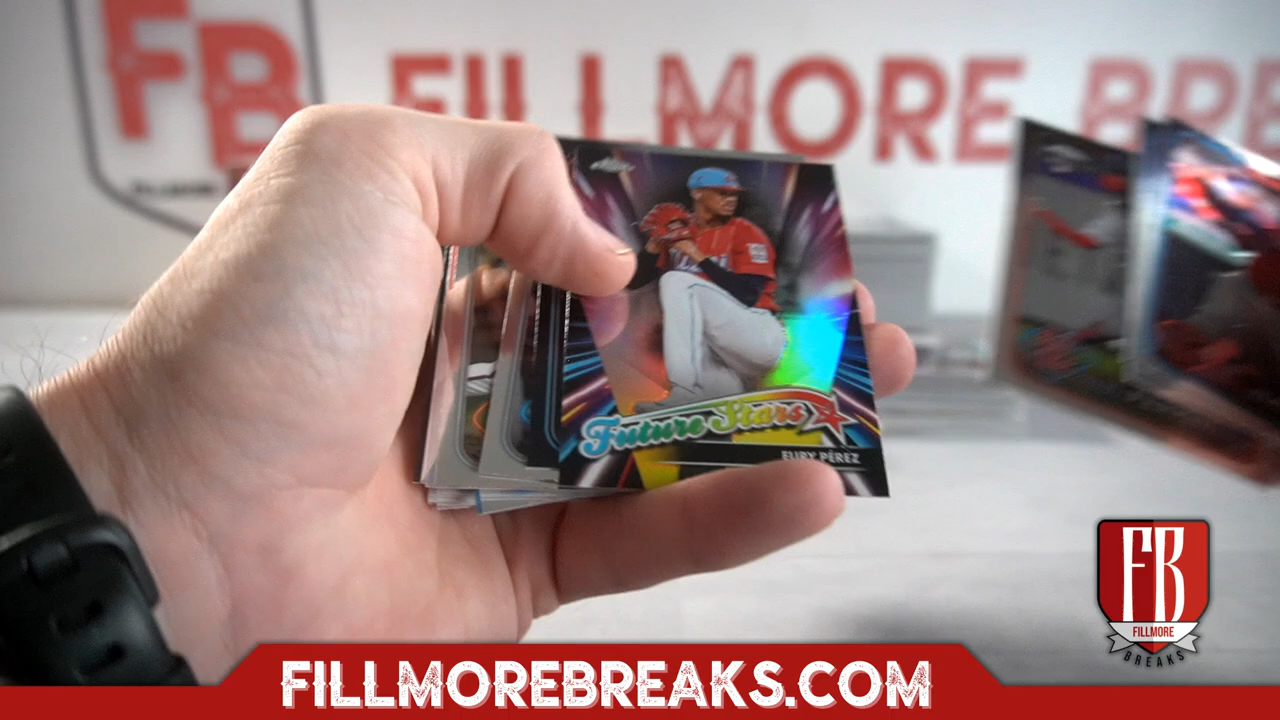 FB
FILLMORE BRE
Future Stars
EURY PÉREZ
FB
FILLMORE
BREAKS
FILLMOREBREAKS.COM